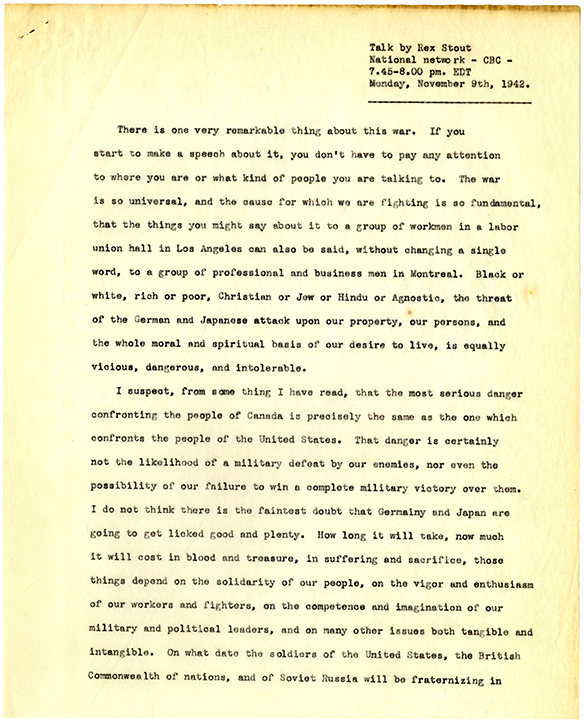 Talk by Rex Stout
National network - CBC -
7.45-8.00 pm. EDT
Monday, November 9th, 1942.
There is one very remarkable thing about this war. If you
start to make a speech about it, you don't have to pay any attention
to where you are or what kind of people you are talking to. The war
is so universal, and the cause for which we are fighting is so fundamental,
that the things you might say about it to a group of workmen in a labor
union hall in Los Angeles can also be said, without changing a single
word, to a group of professional and business men in Montreal. Black or
white, rich or poor, Christian or Jew or Hindu or Agnostic, the threat
of the German and Japanese attack upon our property, our persons, and
the whole moral and spiritual basis of our desire to live, is equally
vicious, dangerous, and intolerable.
I suspect, from some thing I have read, that the most serious danger
confronting the people of Canada is precisely the same as the one which
confronts the people of the United States. That danger is certainly
not the likelihood of a military defeat by our enemies, nor even the
possibility of our failure to win a complete military victory over them.
I do not think there is the faintest doubt that Germainy and Japan are
going to get licked good and plenty. How long it will take, now much
it will cost in blood and treasure, in suffering and sacrifice, those
things depend on the solidarity of our people, on the vigor and enthusiasm
of our workers and fighters, on the competence and imagination of our
military and political leaders, and on many other issues both tangible and
intangible. On what date the soldiers of the United States, the British
Commonwealth of nations, and of Soviet Russia will be fraternizing in